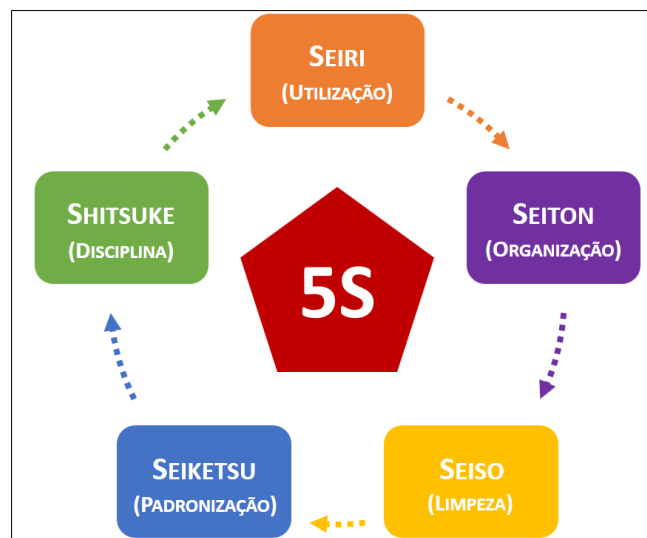 SEIRI
(UTILIZAÇÃO)
SEITON
(ORGANIZAÇÃO)
SEISO
(LIMPEZA)
SEIKETSU
(PADRONIZAÇÃO)
SHITSUKE
(DISCIPLINA)
5S